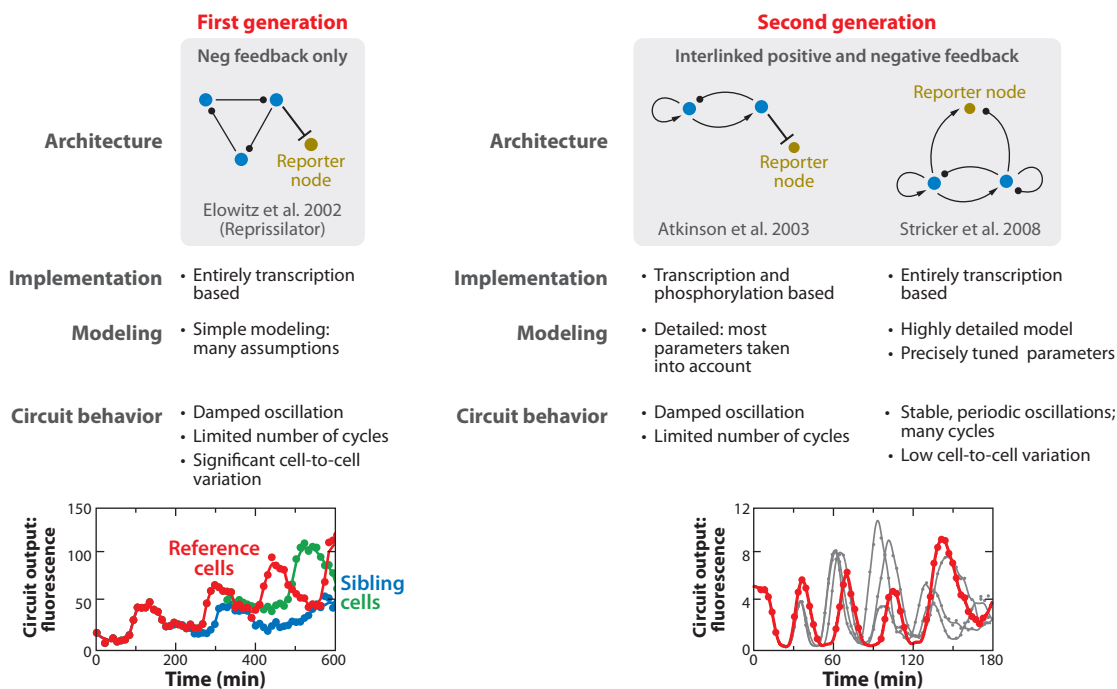 First generation
Neg feedback only
Architecture
Reporter
node
Elowitz et al. 2002
(Reprissilator)
Implementation
• Entirely transcription
based
Modeling
• Simple modeling:
many assumptions
Circuit behavior
• Damped oscillation
• Limited number of cycles
• Significant cell-to-cell
variation
Circuit output:
fluorescence
150
100
50
0
Reference
cells
Sibling
cells
0
200
400
600
Time (min)
Second generation
Interlinked positive and negative feedback
Architecture
Reporter
node
Atkinson et al. 2003
Reporter node
Stricker et al. 2008
Implementation
• Transcription and
phosphorylation based
• Entirely transcription
based
Modeling
• Detailed: most
parameters taken
into account
• Highly detailed model
• Precisely tuned parameters
Circuit behavior
• Damped oscillation
• Limited number of cycles
• Stable, periodic oscillations;
many cycles
• Low cell-to-cell variation
Circuit output:
fluorescence
12
8
4
0
0
60
120
180
Time (min)